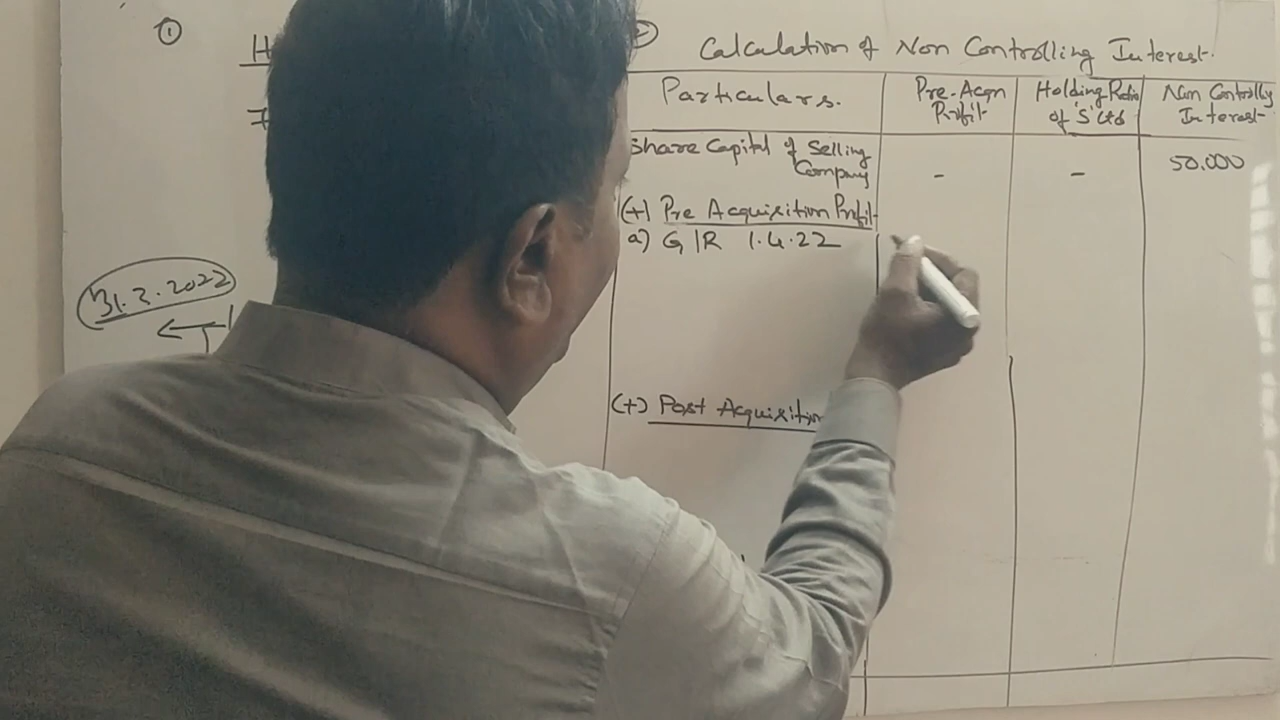 ①
H
Calculation of Non Controlling Interest.
Particulars.
Pre-Acqn
Profit
Holding Ratio
of 'S' Ltd
Non Controlly
Interest
Share Capital of Selling
Company
-
-
50.000
(+) Pre Acquisition Profit
a) G/R 1.4.22
31.3.2022
(+) Post Acquisition